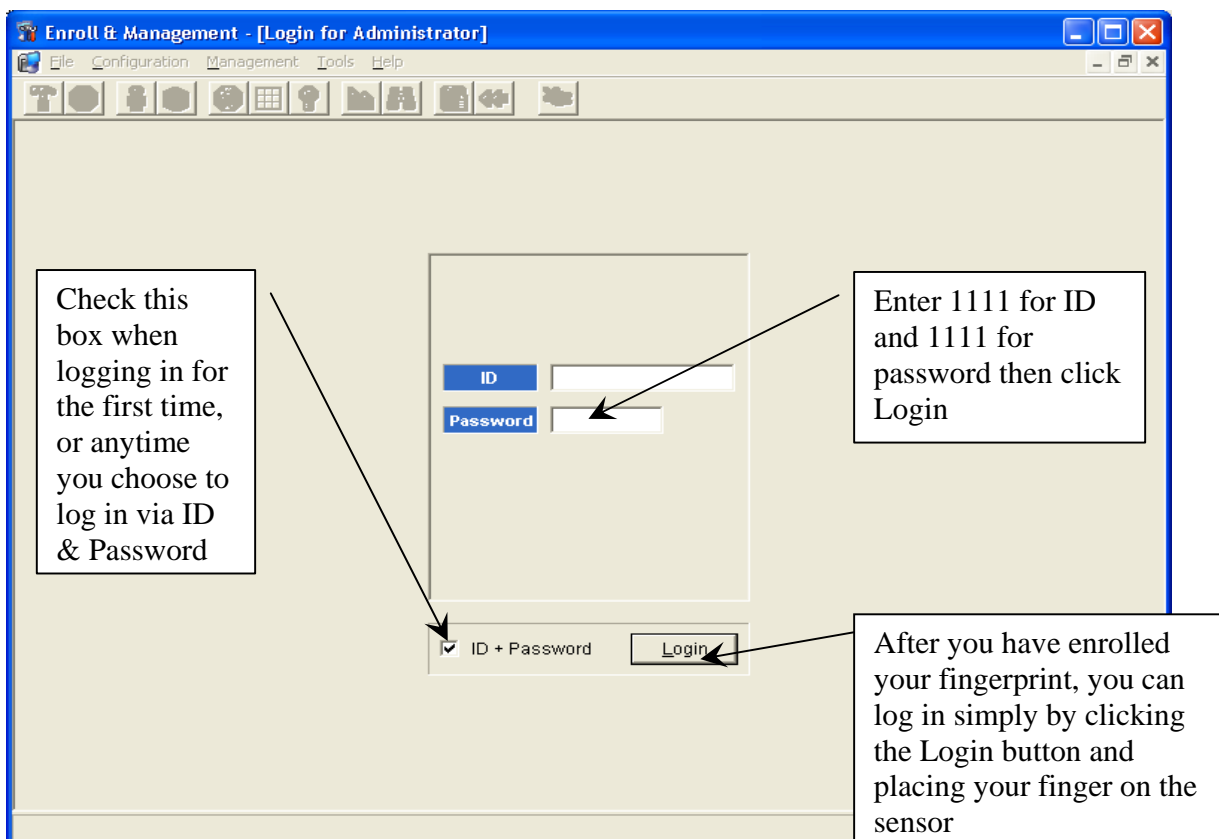 Enroll & Management - [Login for Administrator]
File Configuration Management Tools Help
Check this
box when
logging in for
the first time,
or anytime
you choose to
log in via ID
& Password
ID
Password
Enter 1111 for ID
and 1111 for
password then click
Login
ID + Password
Login
After you have enrolled
your fingerprint, you can
log in simply by clicking
the Login button and
placing your finger on the
sensor